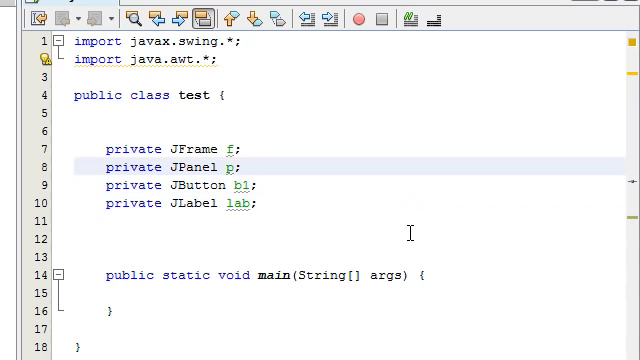 1 import javax.swing.*;
import java.awt.*;
3
4 public class test {
5
6
7 private JFrame f;
8 private JPanel p;
9 private JButton b1;
10 private JLabel lab;
11
12
13
14 public static void main(String[] args) {
15
16 }
17
18 }